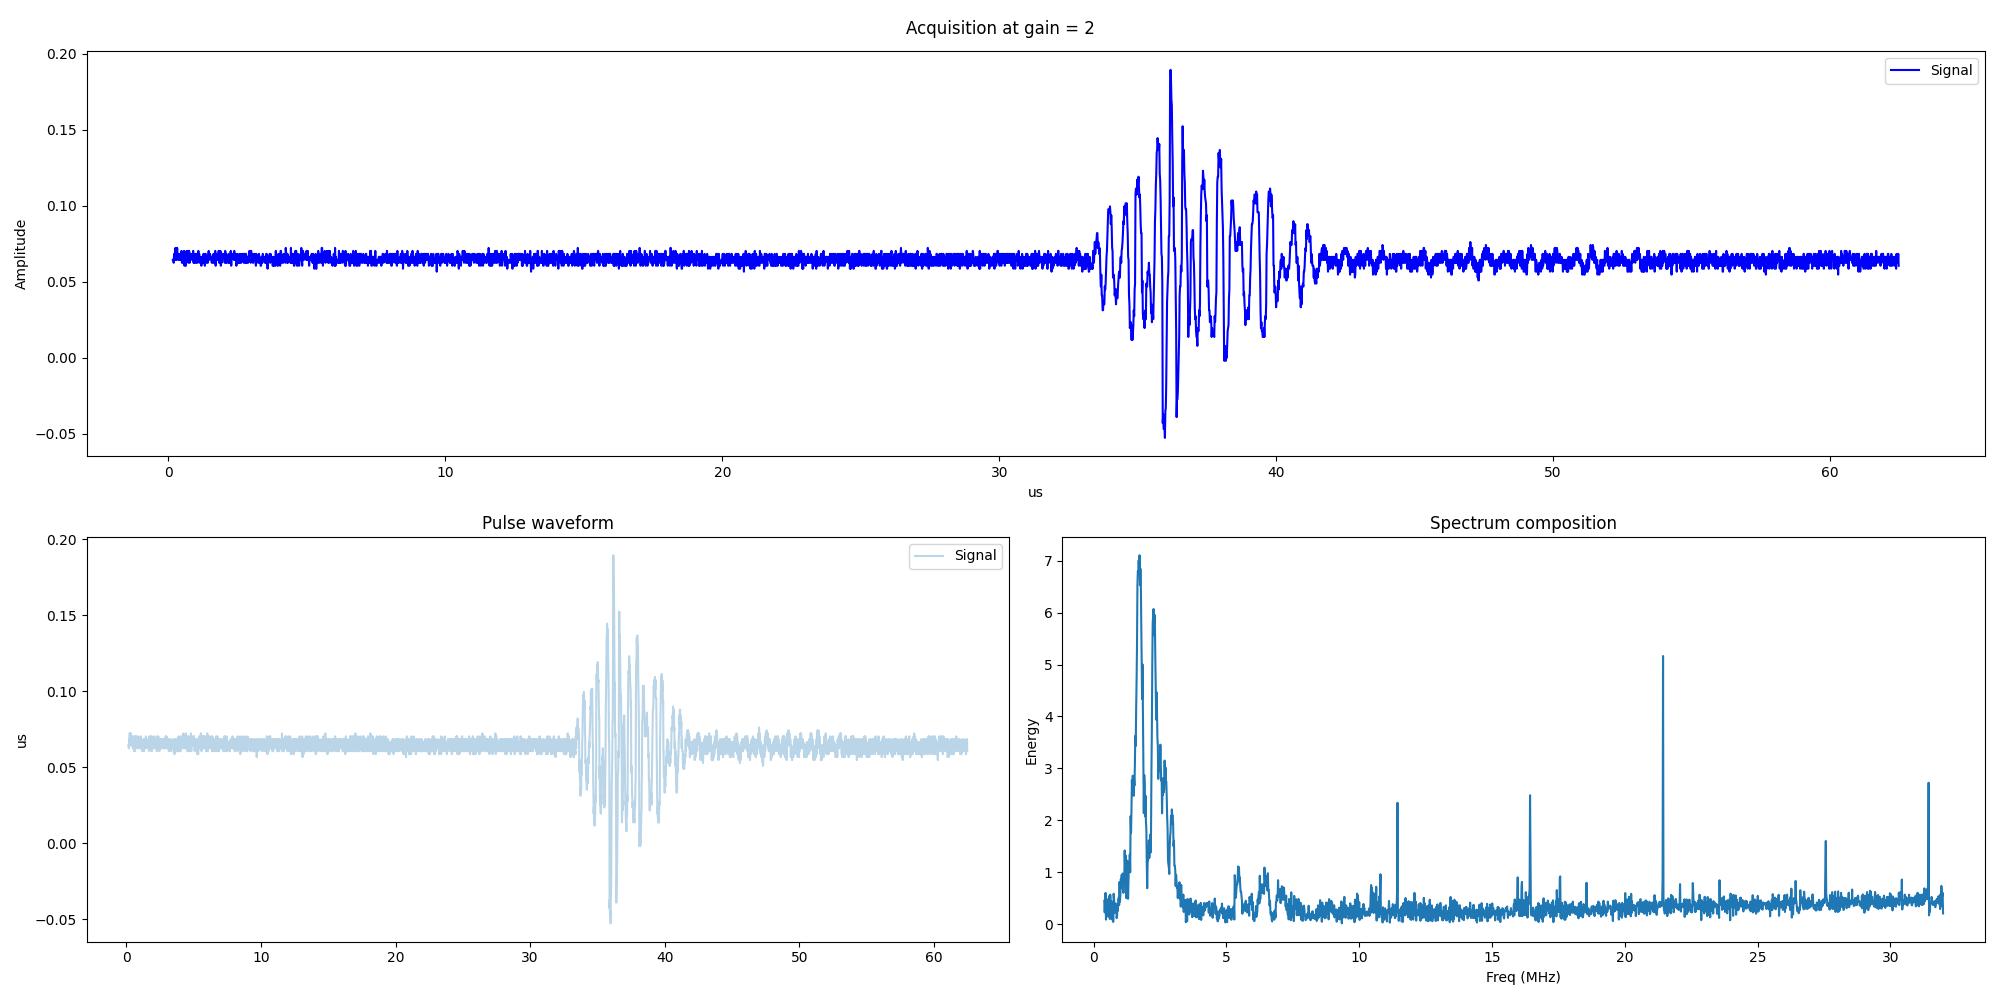 Acquisition at gain = 2
0.20
0.15
0.10
0.05
0.00
−0.05
Amplitude
Signal
0 10 20 30 40 50 60
us
Pulse waveform
0.20
0.15
0.10
0.05
0.00
−0.05
us
Signal
0 10 20 30 40 50 60
Spectrum composition
7
6
5
4
3
2
1
0
Energy
0 5 10 15 20 25 30
Freq (MHz)